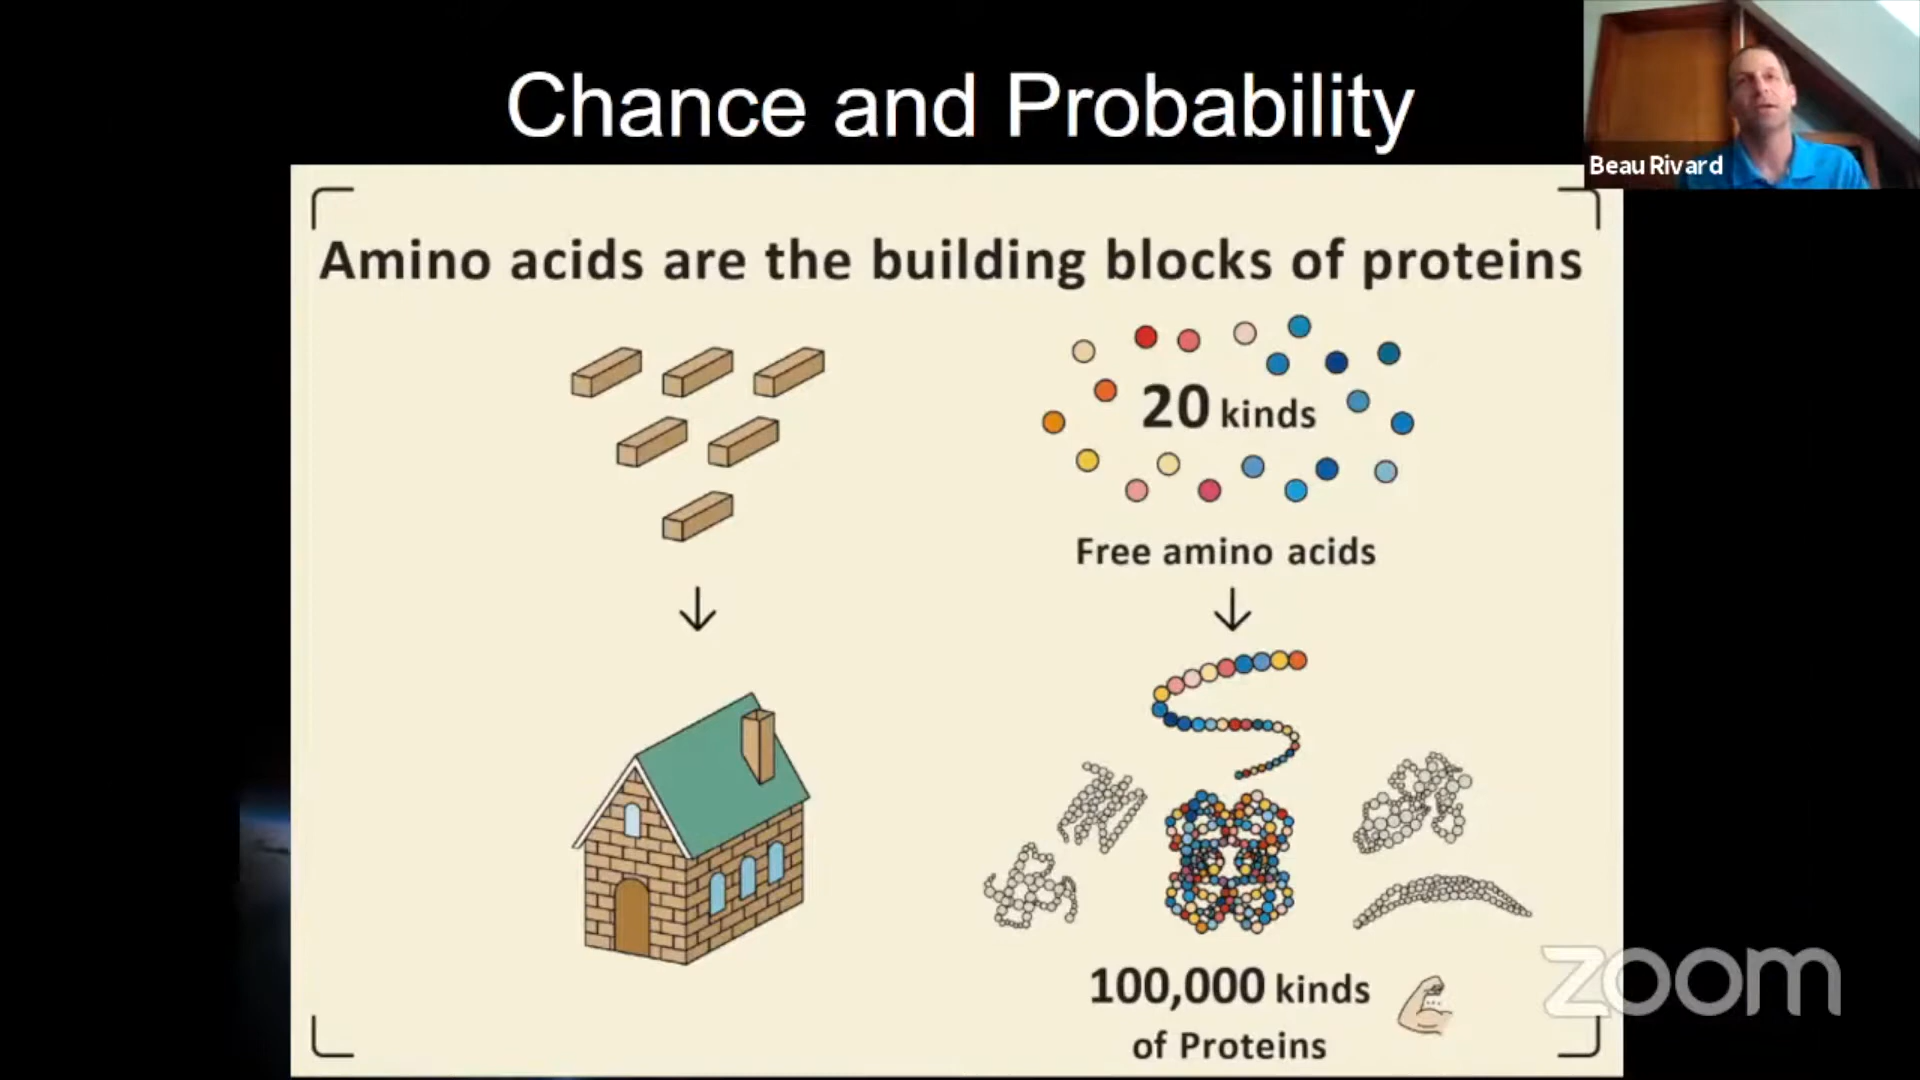 Chance and Probability
Beau Rivard
Amino acids are the building blocks of proteins
20 kinds
Free amino acids
100,000 kinds
of Proteins
zoom